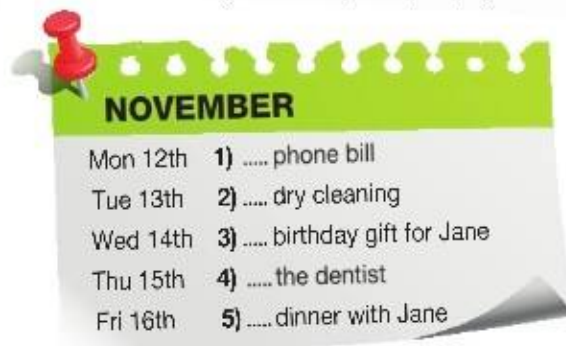 NOVEMBER
Mon 12th 1) ..... phone bill
Tue 13th 2) ..... dry cleaning
Wed 14th 3) ..... birthday gift for Jane
Thu 15th 4) ..... the dentist
Fri 16th 5) ..... dinner with Jane